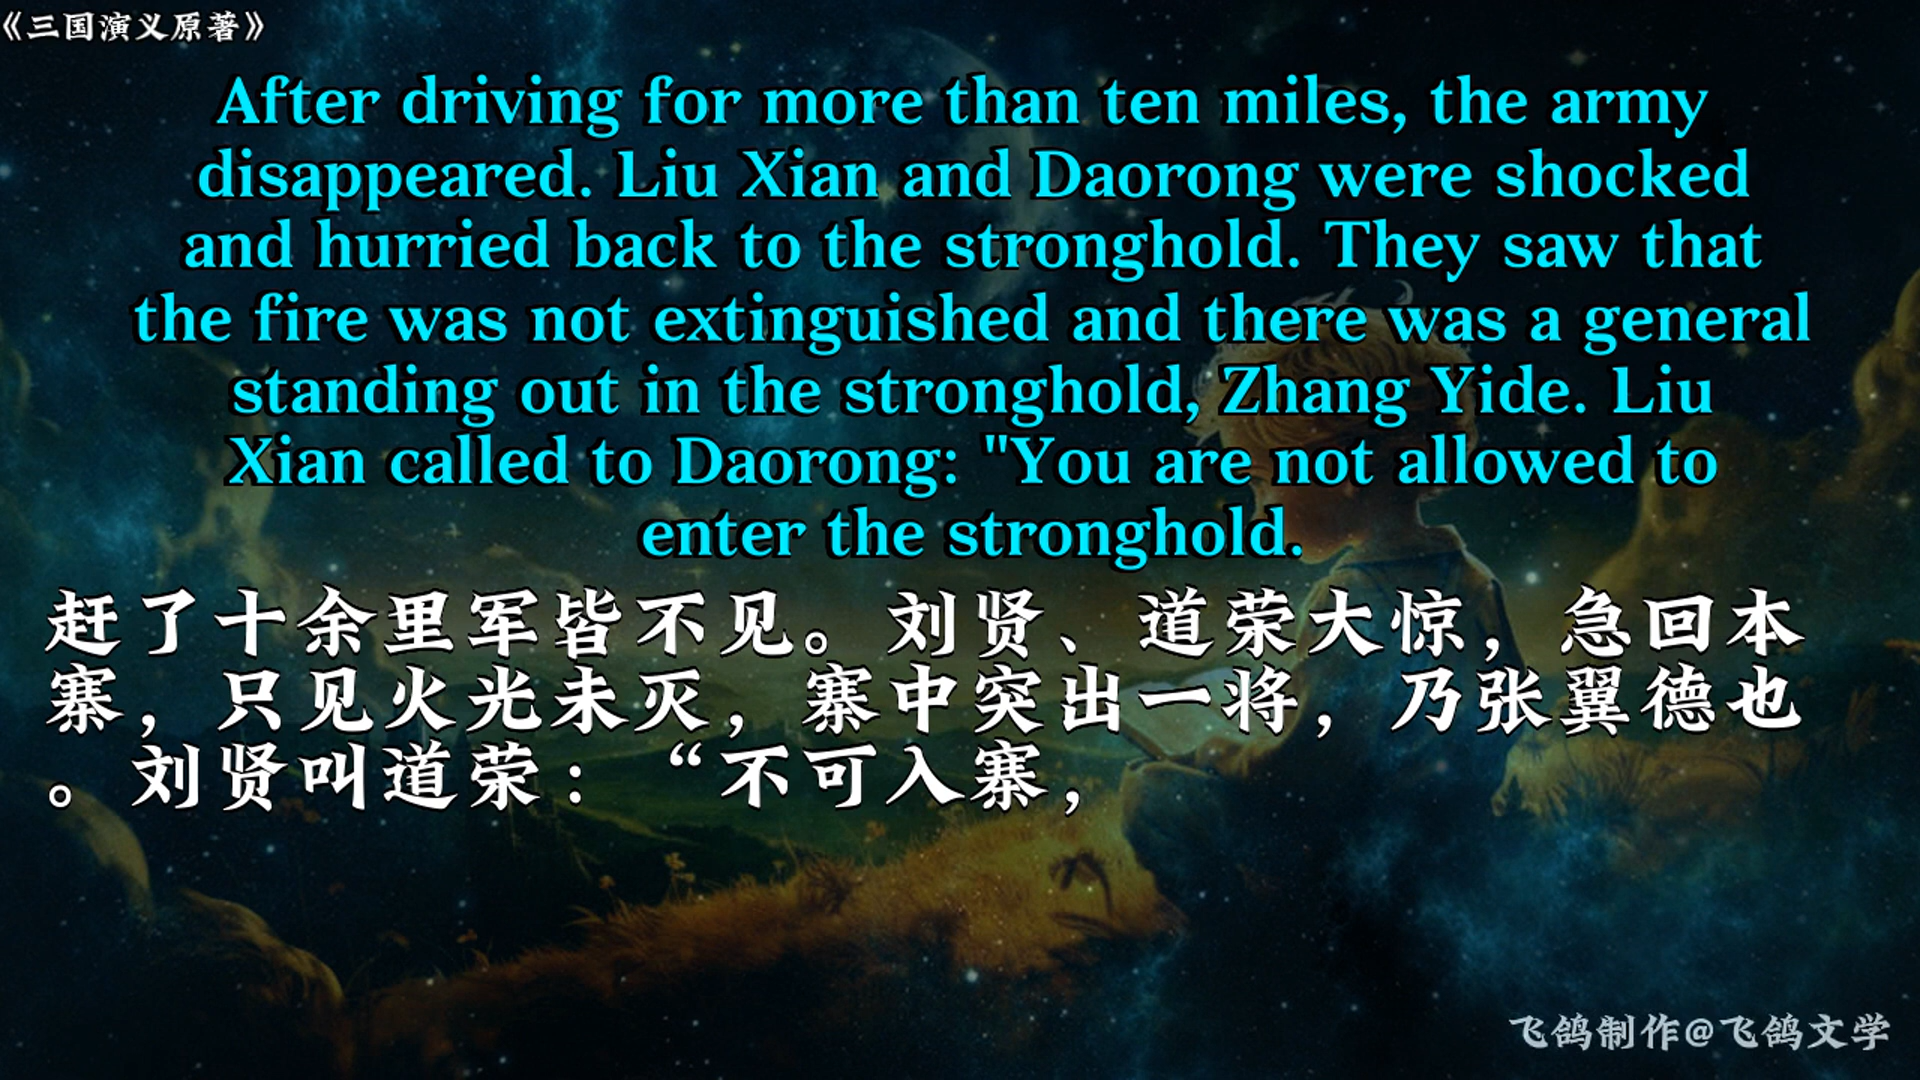 《三国演义原著》
After driving for more than ten miles, the army
disappeared. Liu Xian and Daorong were shocked
and hurried back to the stronghold. They saw that
the fire was not extinguished and there was a general
standing out in the stronghold, Zhang Yide. Liu
Xian called to Daorong: "You are not allowed to
enter the stronghold.
赶了十余里军皆不见。刘贤、道荣大惊，急回本
寨，只见火光未灭，寨中突出一将，乃张翼德也
。刘贤叫道荣：“不可入寨，
飞鸽制作@飞鸽文学